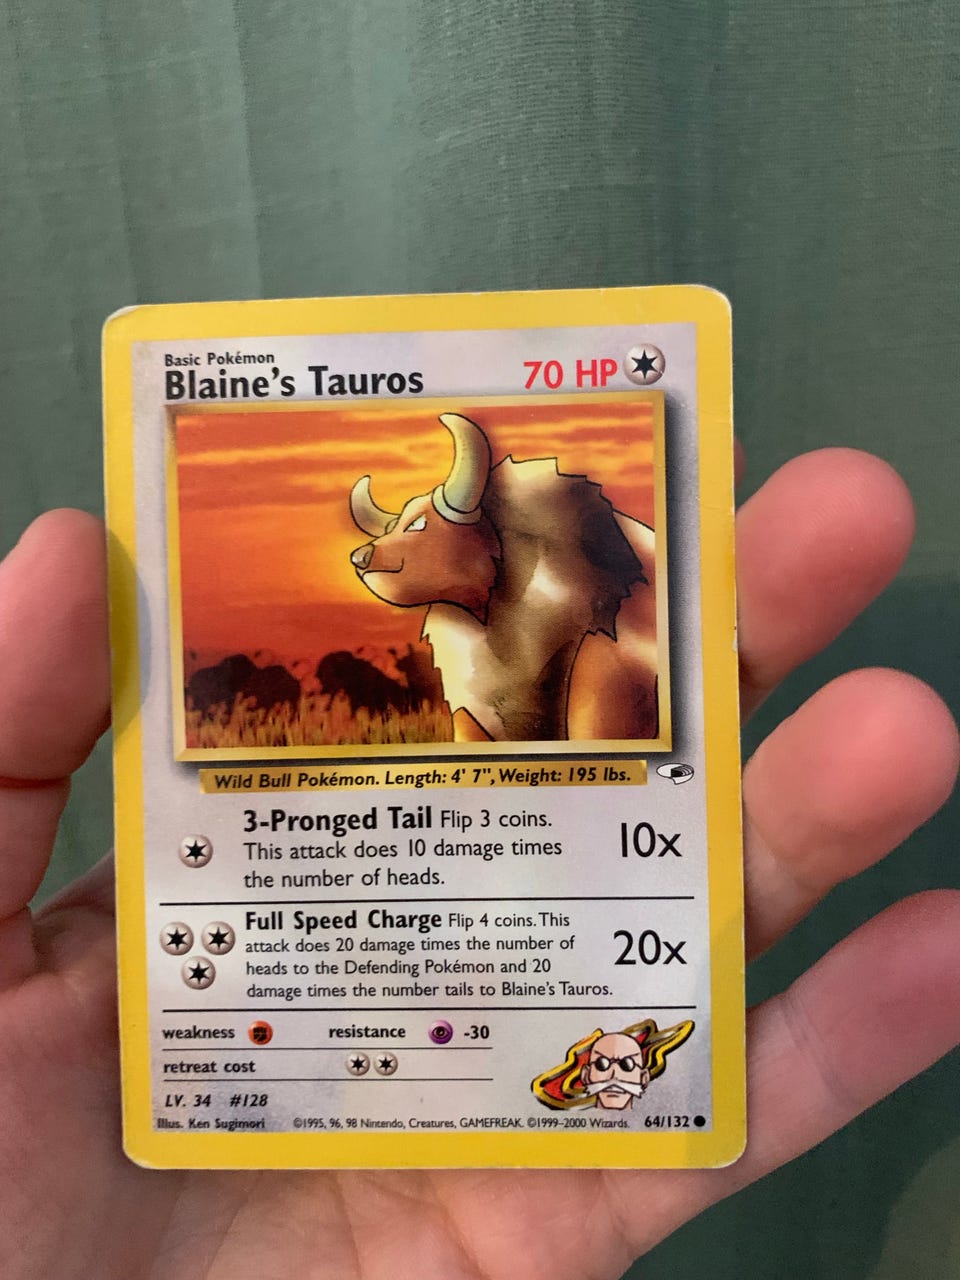 Basic Pokémon
Blaine's Tauros 70 HP
Wild Bull Pokémon. Length: 4' 7", Weight: 195 lbs.
3-Pronged Tail Flip 3 coins.
This attack does 10 damage times
the number of heads.
10x
Full Speed Charge Flip 4 coins. This
attack does 20 damage times the number of
heads to the Defending Pokémon and 20
damage times the number tails to Blaine's Tauros.
20x
weakness resistance -30
retreat cost
LV. 34 #128
Illus. Ken Sugimori ©1995, 96, 98 Nintendo, Creatures, GAMEFREAK. ©1999-2000 Wizards. 64/132